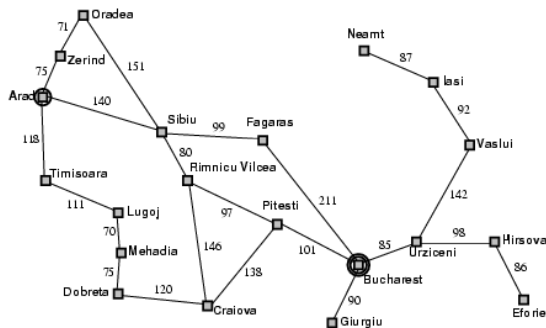 Oradea
71
Neamt
Zerind
87
75
151
Iasi
Arad
140
92
Sibiu
99
Fagaras
118
80
Vaslui
Timisoara
Rimnicu Vilcea
111
Lugoj
97
Pitesti
211
142
70
98
Hirsova
146
85
Mehadia
101
Urziceni
75
138
86
Bucharest
Dobreta
120
90
Craiova
Eforie
Giurgiu